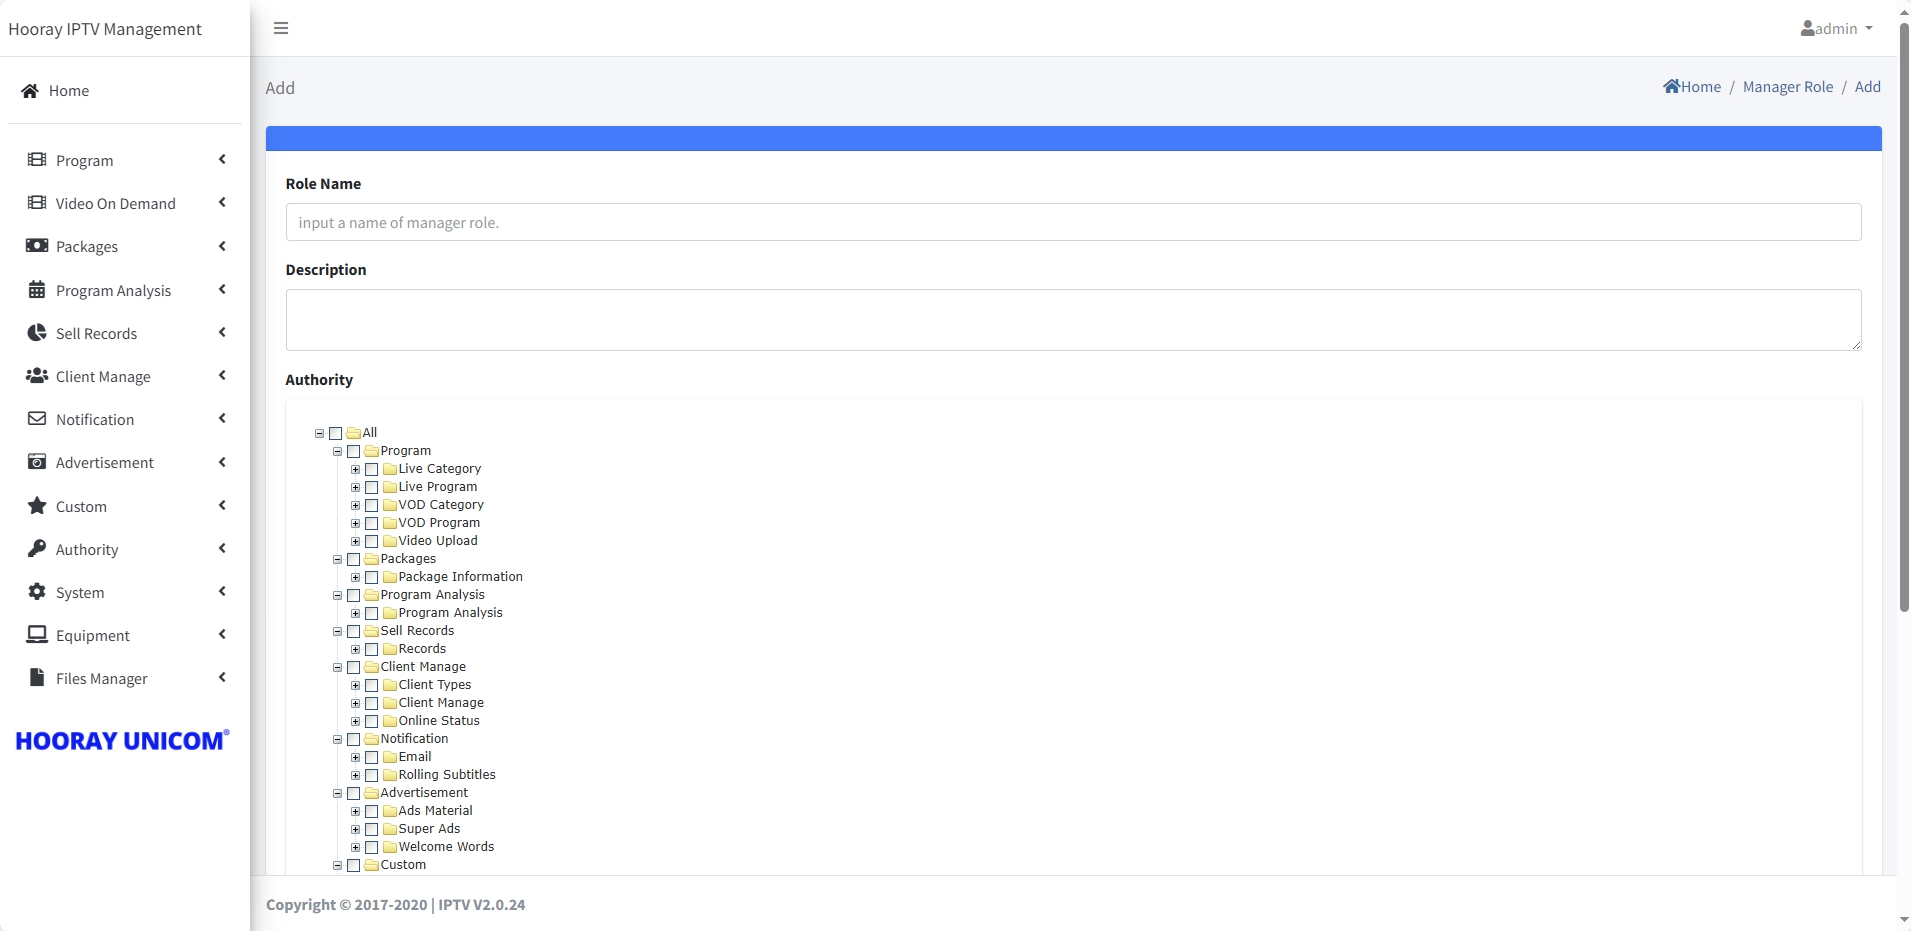 Hooray IPTV Management
admin
Home
Add
Home / Manager Role / Add
Program
Video On Demand
Packages
Program Analysis
Sell Records
Client Manage
Notification
Advertisement
Custom
Authority
System
Equipment
Files Manager
HOORAY UNICOM®
Role Name
input a name of manager role.
Description
Authority
All
Program
Live Category
Live Program
VOD Category
VOD Program
Video Upload
Packages
Package Information
Program Analysis
Program Analysis
Sell Records
Records
Client Manage
Client Types
Client Manage
Online Status
Notification
Email
Rolling Subtitles
Advertisement
Ads Material
Super Ads
Welcome Words
Custom
Copyright © 2017-2020 | IPTV V2.0.24